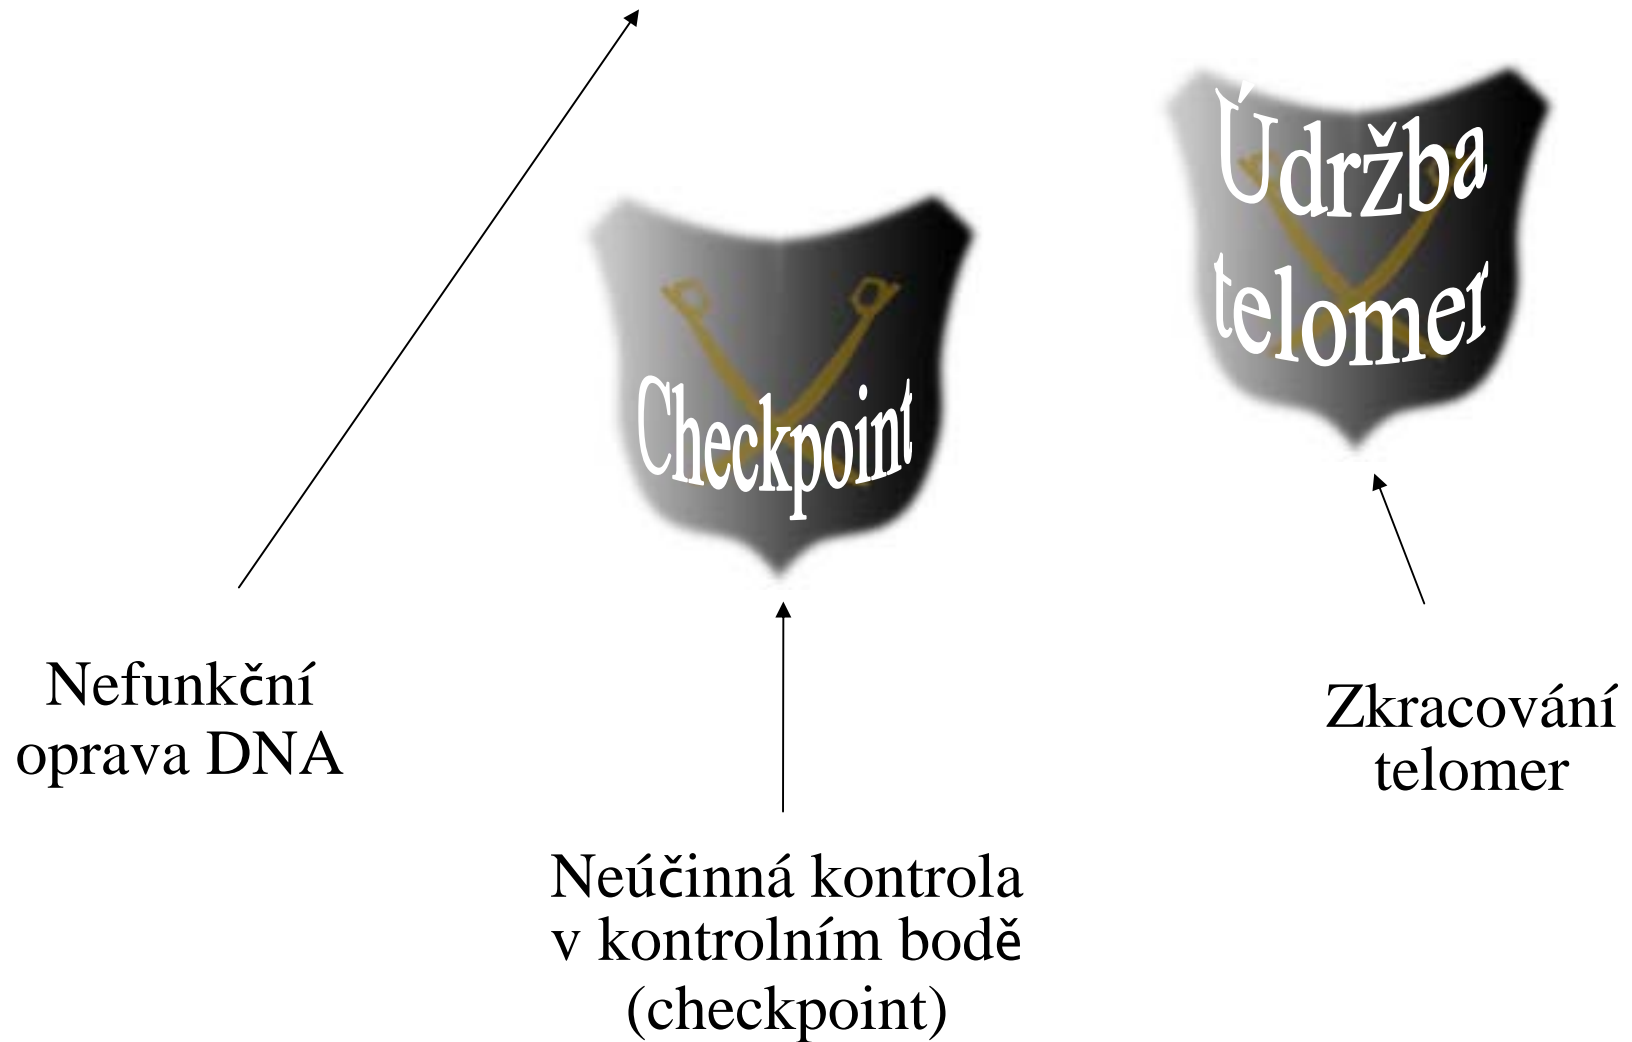 Údržba
telomer
Checkpoint
Nefunkční
oprava DNA
Zkracování
telomer
Neúčinná kontrola
v kontrolním bodě
(checkpoint)